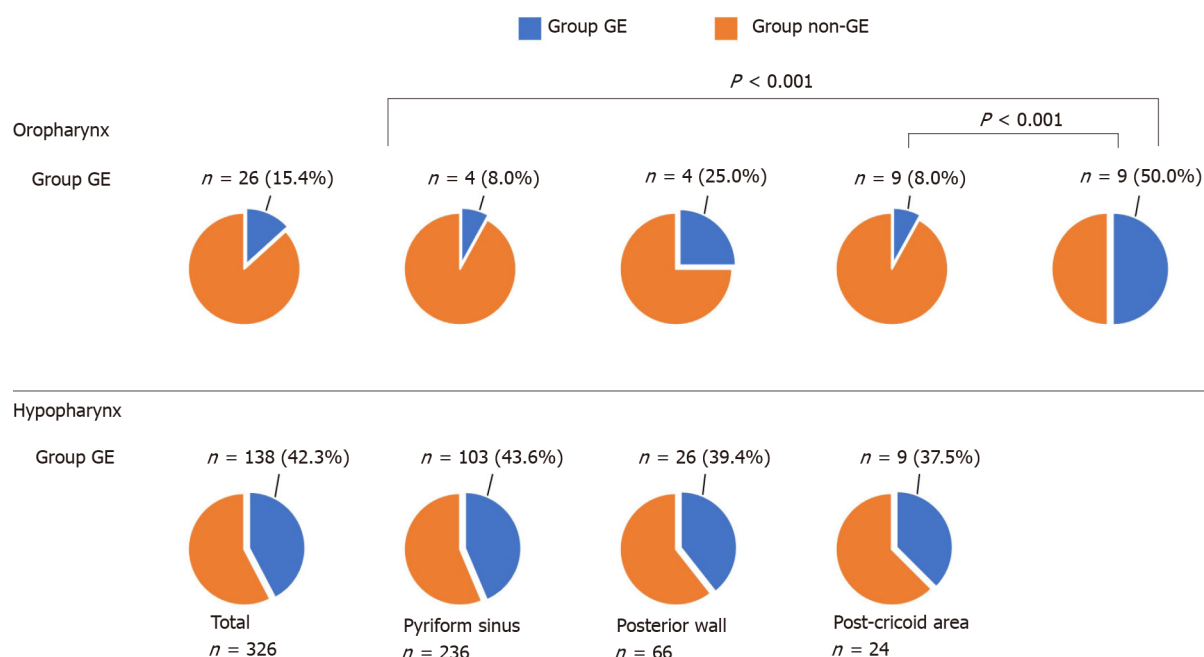 Group GE Group non-GE
P < 0.001
P < 0.001
Oropharynx
Group GE n = 26 (15.4%) n = 4 (8.0%) n = 4 (25.0%) n = 9 (8.0%) n = 9 (50.0%)
Hypopharynx
Group GE n = 138 (42.3%) n = 103 (43.6%) n = 26 (39.4%) n = 9 (37.5%)
Total Pyriform sinus Posterior wall Post-cricoid area
n = 326 n = 236 n = 66 n = 24